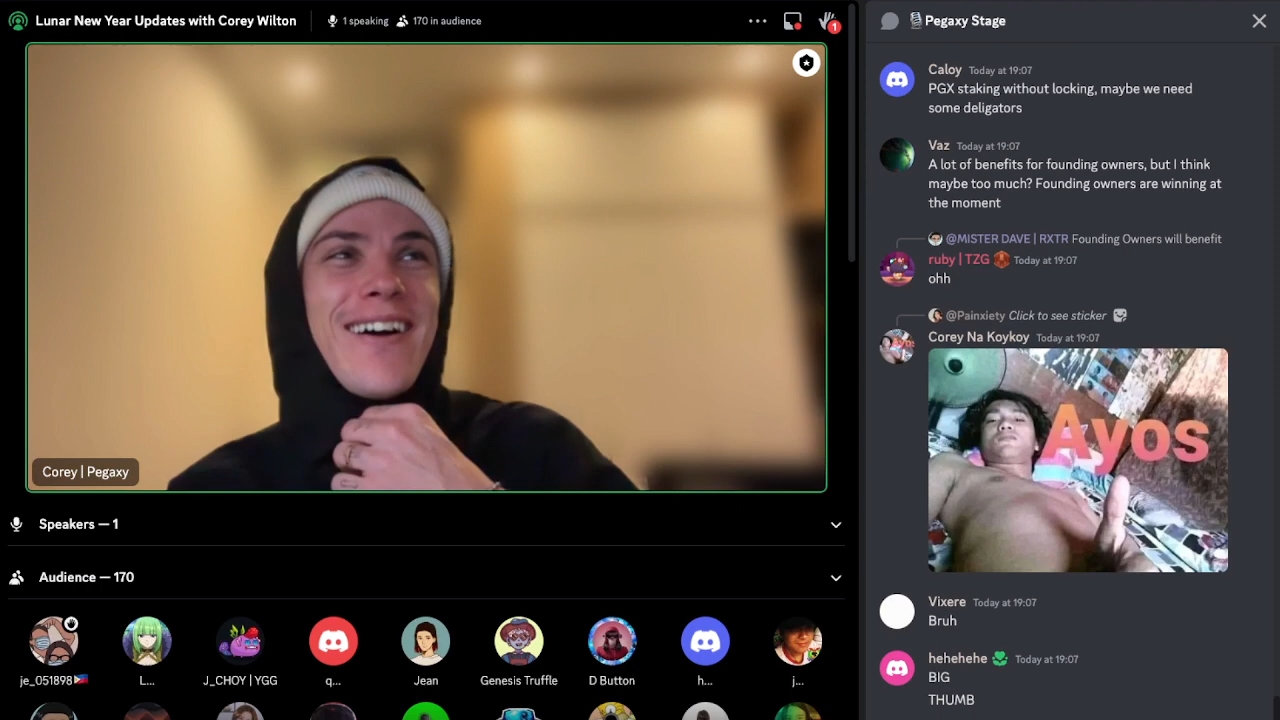 Lunar New Year Updates with Corey Wilton
1 speaking
170 in audience
1
Corey | Pegaxy
Speakers — 1
Audience — 170
je_051898🇵🇭
L...
J_CHOY | YGG
q...
Jean
Genesis Truffle
D Button
h...
j...
Pegaxy Stage
Caloy Today at 19:07
PGX staking without locking, maybe we need
some deligators
Vaz Today at 19:07
A lot of benefits for founding owners, but I think
maybe too much? Founding owners are winning at
the moment
@MISTER DAVE | RXTR Founding Owners will benefit
ruby | TZG Today at 19:07
ohh
@Painxiety Click to see sticker
Corey Na Koykoy Today at 19:07
Ayos
Vixere Today at 19:07
Bruh
hehehehe Today at 19:07
BIG
THUMB